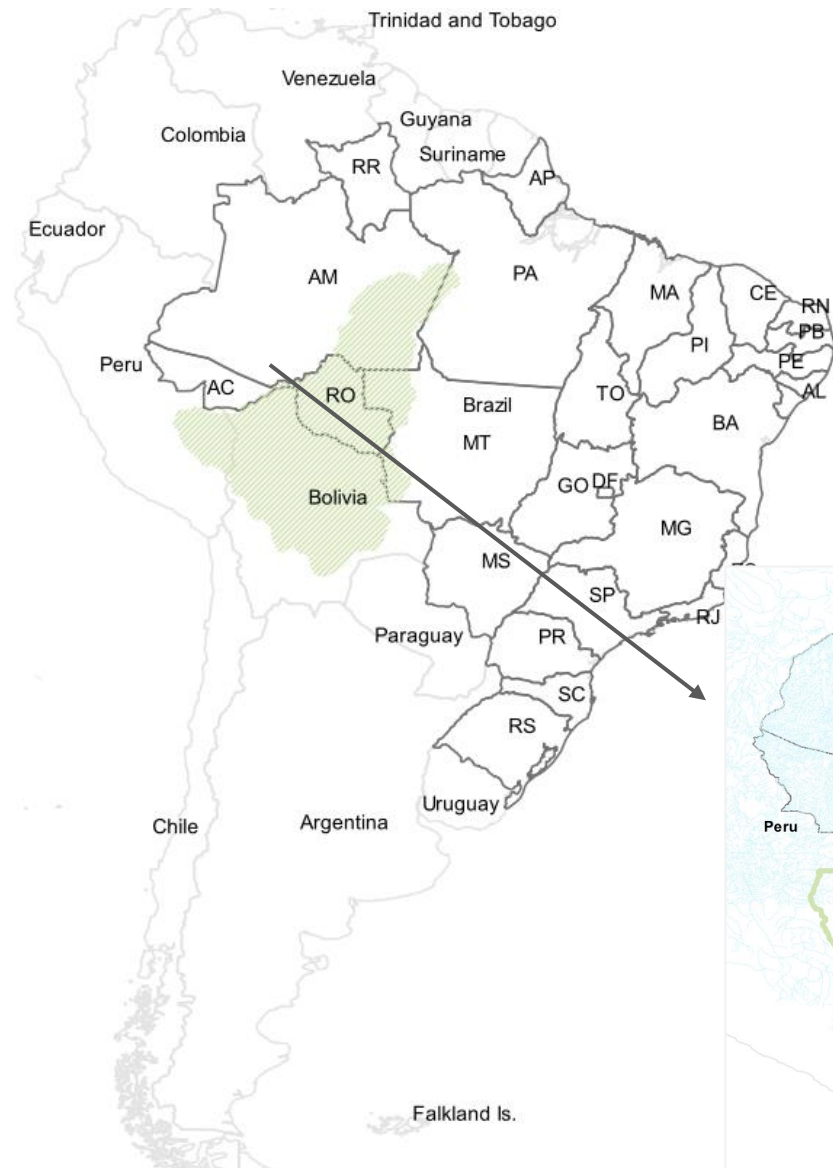 Trinidad and Tobago
Venezuela
Guyana
Colombia
Suriname
RR
AP
Ecuador
AM
PA
MA
CE
RN
PB
PI
PE
Peru
AC
RO
TO
AL
Brazil
BA
MT
GO
DF
Bolivia
MG
MS
SP
RJ
Paraguay
PR
SC
RS
Uruguay
Chile
Argentina
Peru
Falkland Is.